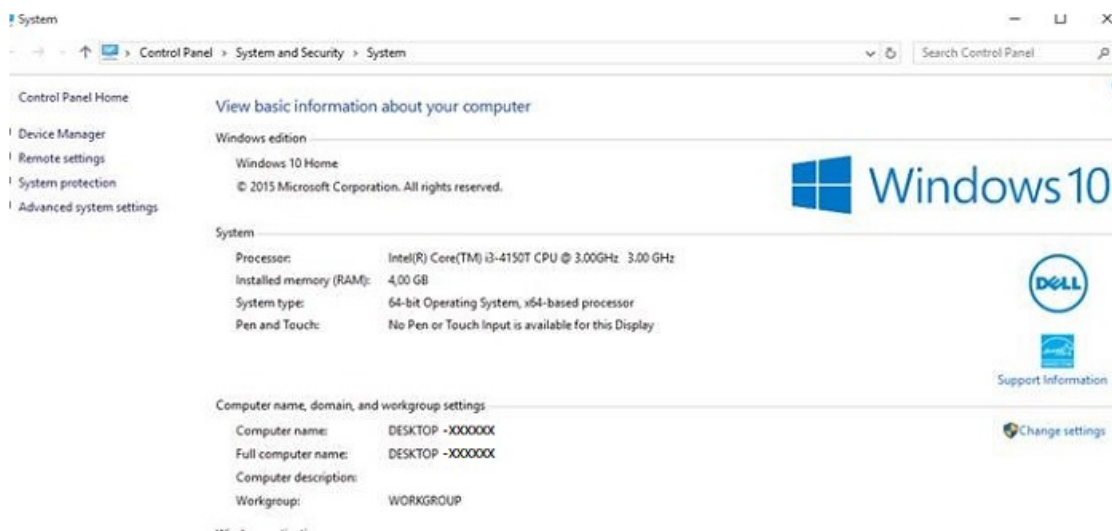 System
Control Panel > System and Security > System
Search Control Panel
Control Panel Home
Device Manager
Remote settings
System protection
Advanced system settings
View basic information about your computer
Windows edition
Windows 10 Home
© 2015 Microsoft Corporation. All rights reserved.
Windows 10
System
Processor: Intel(R) Core(TM) i3-4150T CPU @ 3.00GHz 3.00 GHz
Installed memory (RAM): 4,00 GB
System type: 64-bit Operating System, x64-based processor
Pen and Touch: No Pen or Touch Input is available for this Display
DELL
Support Information
Computer name, domain, and workgroup settings
Computer name: DESKTOP -XXXXXX
Change settings
Full computer name: DESKTOP -XXXXXX
Computer description:
Workgroup: WORKGROUP